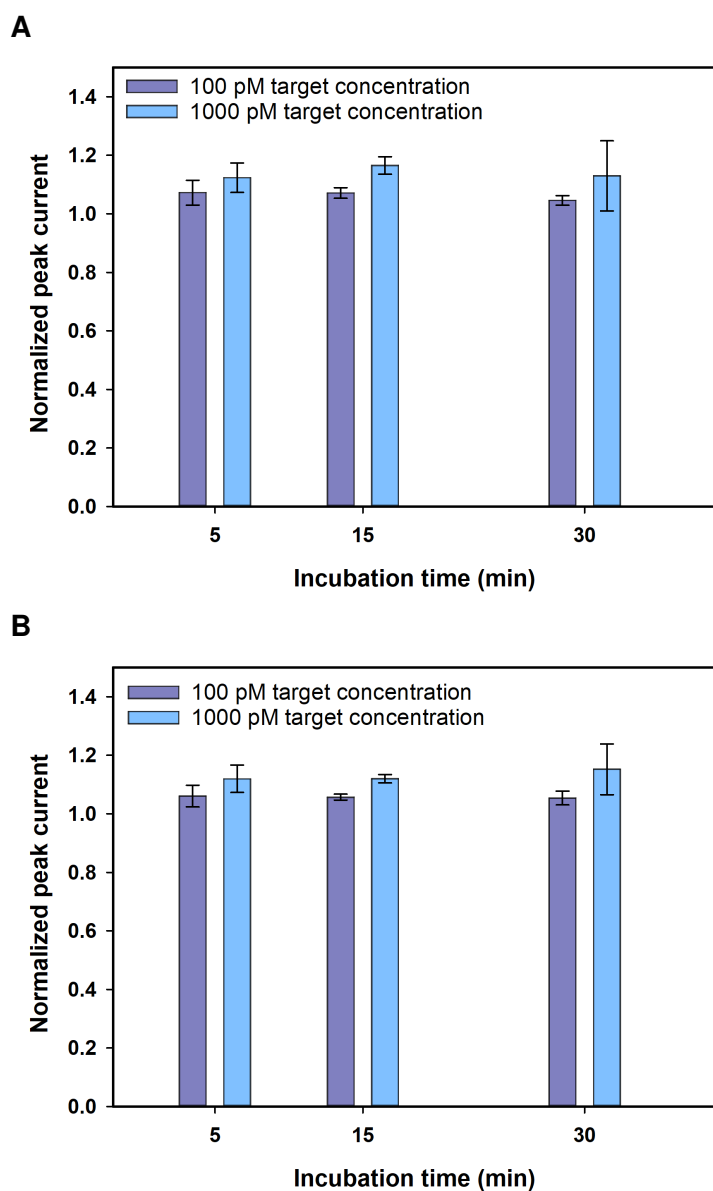 A
100 pM target concentration
1000 pM target concentration
Normalized peak current
1.4
1.2
1.0
0.8
0.6
0.4
0.2
0.0
5 15 30
Incubation time (min)
B
100 pM target concentration
1000 pM target concentration
Normalized peak current
1.4
1.2
1.0
0.8
0.6
0.4
0.2
0.0
5 15 30
Incubation time (min)